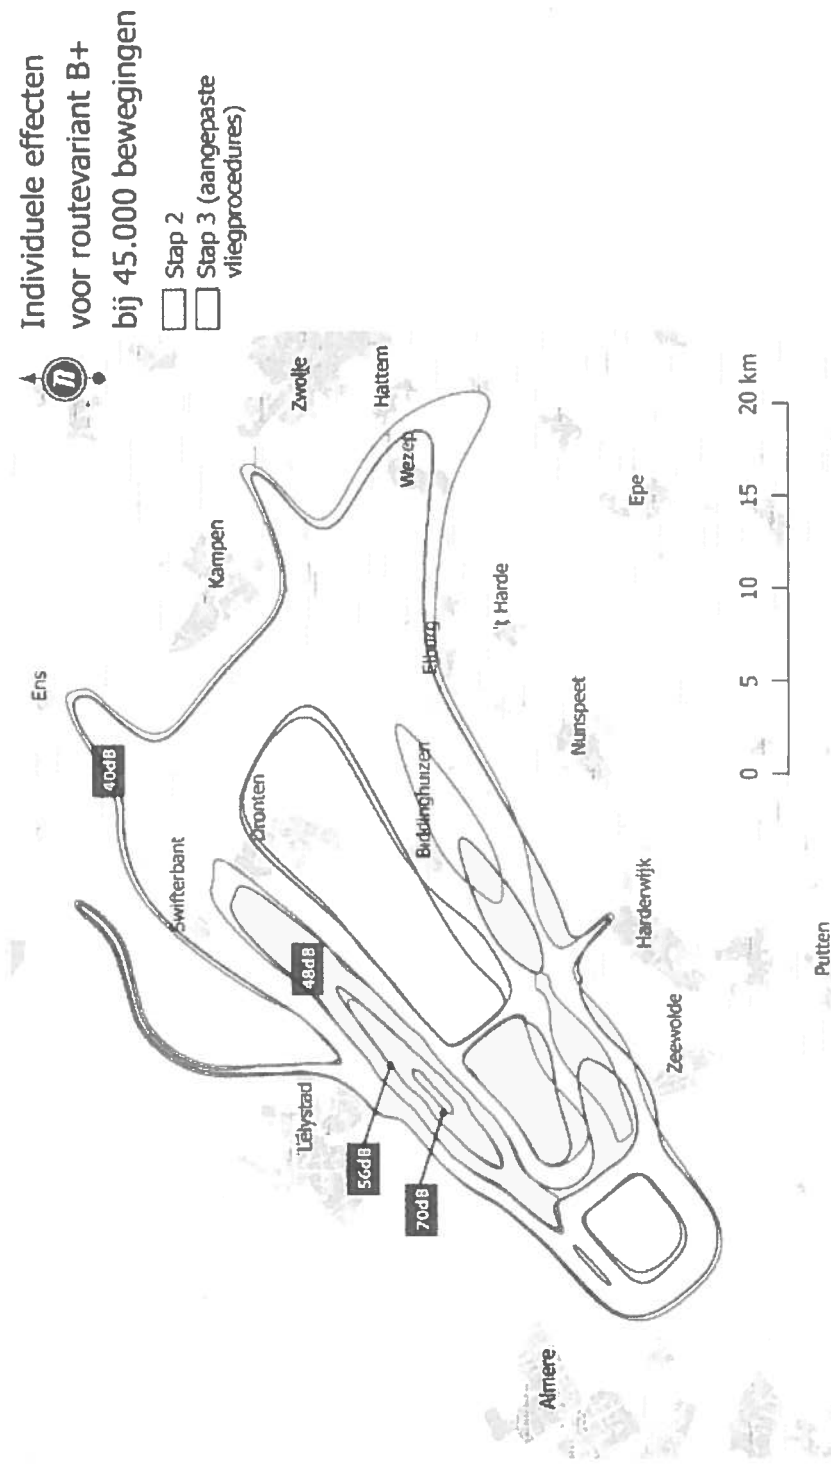 Individuele effecten
voor routevariant B+
bij 45.000 bewegingen
Stap 2
Stap 3 (aangepaste
vliegprocedures)
n
Ens
40dB
Kampen
Zwolle
Hattem
Wezep
Swifterbant
Dronten
Elburg
't Harde
Epe
48dB
Biddinghuizen
Nunspeet
Lelystad
56dB
70dB
Harderwijk
Zeewolde
Putten
Almere
0 5 10 15 20 km